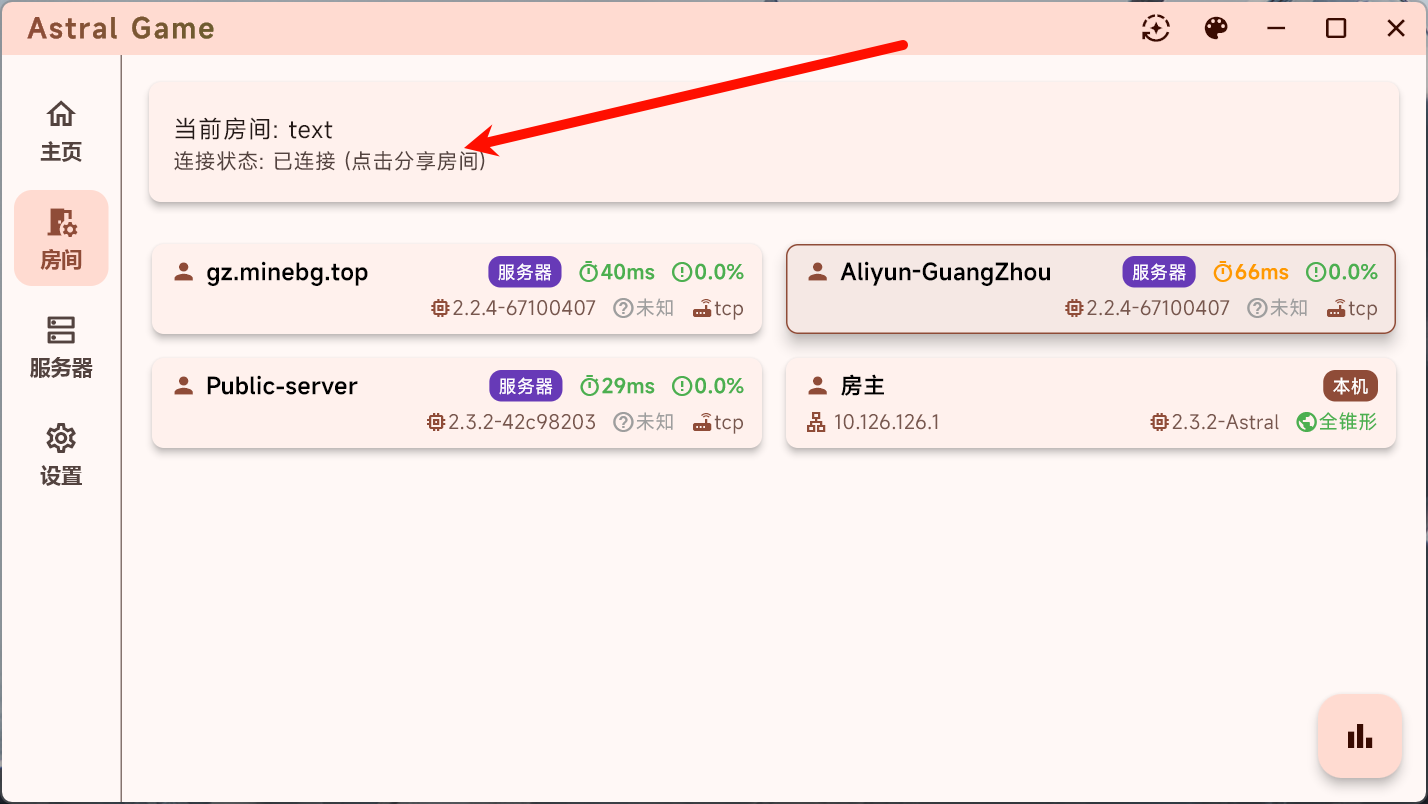 Astral Game
主页
房间
服务器
设置
当前房间: text
连接状态: 已连接 (点击分享房间)
gz.minebg.top 服务器 40ms 0.0%
2.2.4-67100407 未知 tcp
Aliyun-GuangZhou 服务器 66ms 0.0%
2.2.4-67100407 未知 tcp
Public-server 服务器 29ms 0.0%
2.3.2-42c98203 未知 tcp
房主 本机
10.126.126.1 2.3.2-Astral 全锥形